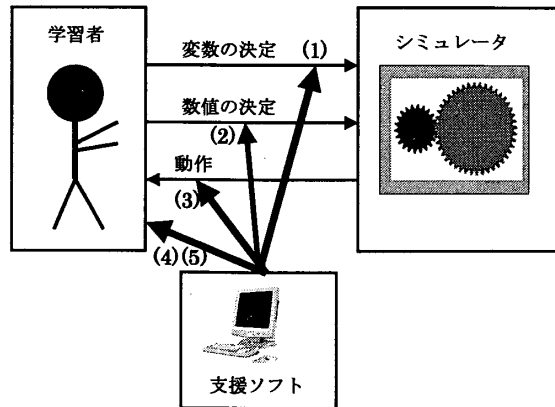 学習者
変数の決定
(1)
シミュレータ
数値の決定
(2)
動作
(3)
(4)(5)
支援ソフト